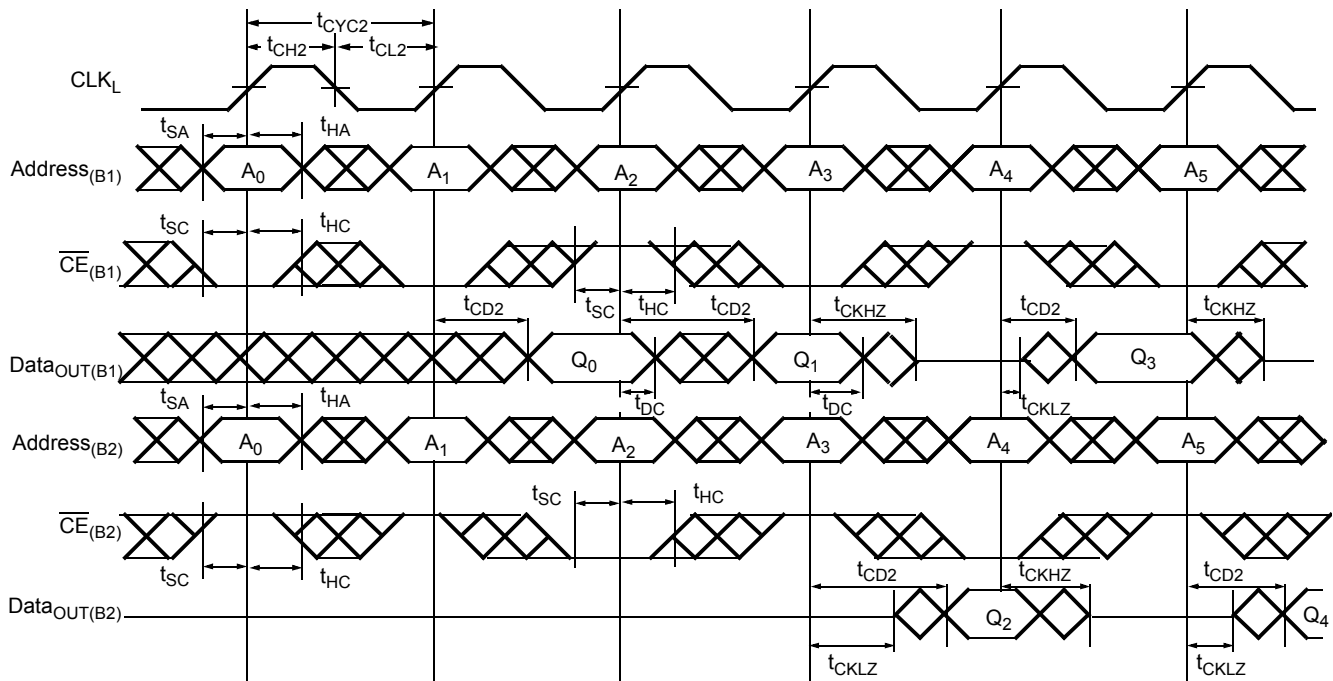 tCYC2
tCH2 tCL2
CLKL
tSA tHA
Address(B1) A0 A1 A2 A3 A4 A5
tSC tHC
CE(B1)
tSC tHC
tCD2 tCD2 tCKHZ tCD2 tCKHZ
DataOUT(B1) Q0 Q1 Q3
tSA tHA tDC tDC tCKLZ
Address(B2) A0 A1 A2 A3 A4 A5
tSC tHC
CE(B2)
tSC tHC tCD2 tCKHZ tCD2
DataOUT(B2) Q2 Q4
tCKLZ tCKLZ